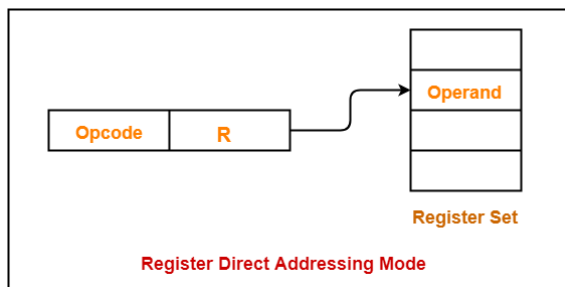 Opcode
R
Operand
Register Set
Register Direct Addressing Mode